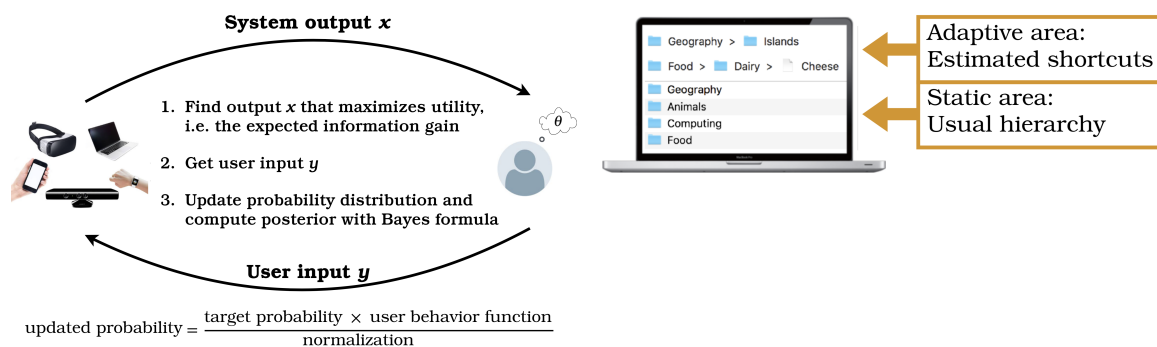 System output x
1. Find output x that maximizes utility,
i.e. the expected information gain
2. Get user input y
3. Update probability distribution and
compute posterior with Bayes formula
θ
User input y
updated probability = target probability × user behavior function
normalization
Geography > Islands
Food > Dairy > Cheese
Geography
Animals
Computing
Food
Adaptive area:
Estimated shortcuts
Static area:
Usual hierarchy